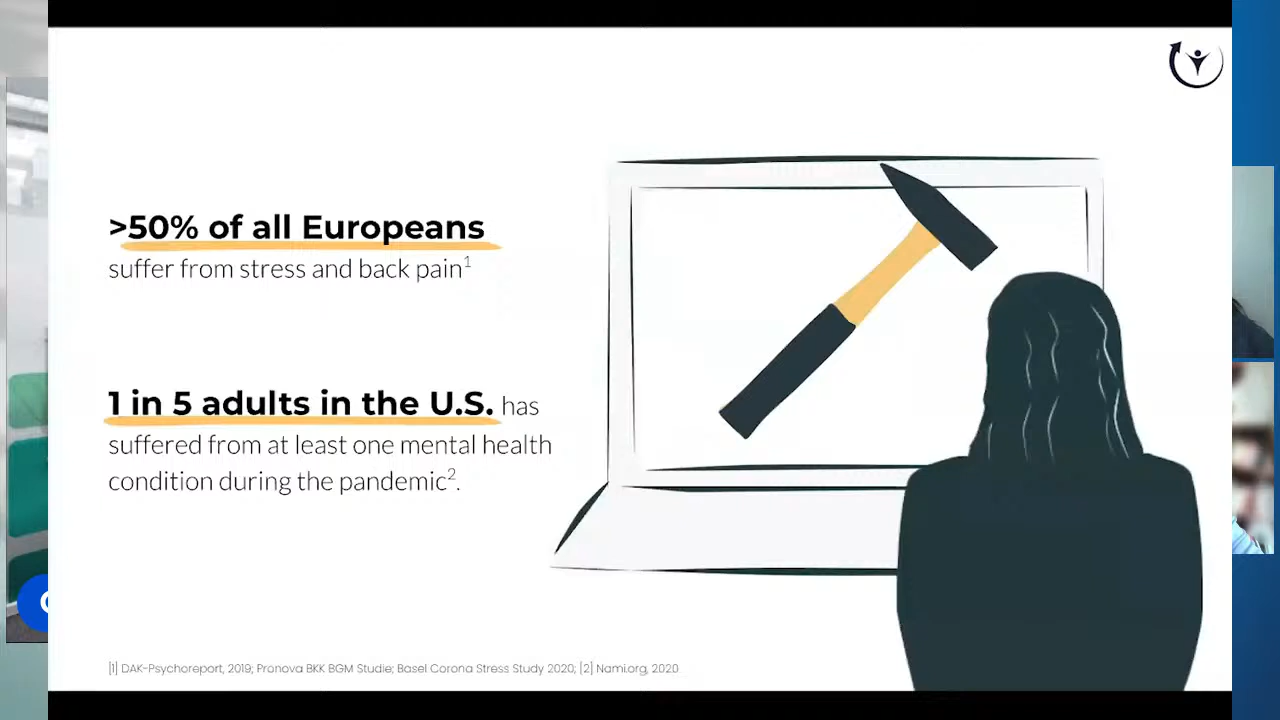 >50% of all Europeans
suffer from stress and back pain¹
1 in 5 adults in the U.S. has
suffered from at least one mental health
condition during the pandemic².
[1] DAK-Psychoreport, 2019; Pronova BKK BGM Studie; Basel Corona Stress Study 2020; [2] Nami.org, 2020